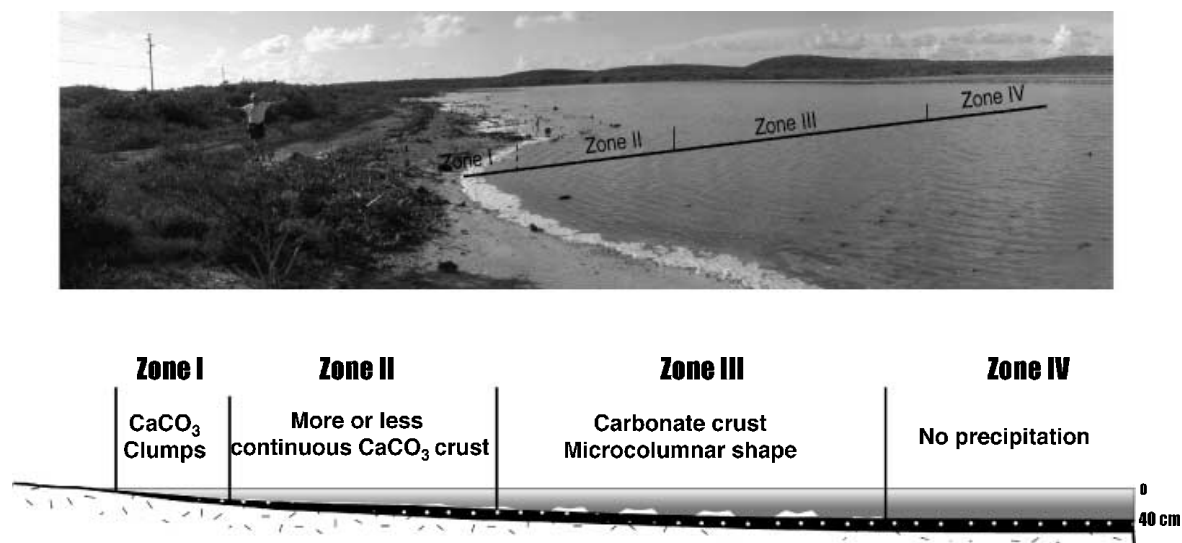 Zone I
Zone II
Zone III
Zone IV
Zone I
Zone II
Zone III
Zone IV
CaCO₃
Clumps
More or less
continuous CaCO₃ crust
Carbonate crust
Microcolumnar shape
No precipitation
0
40 cm